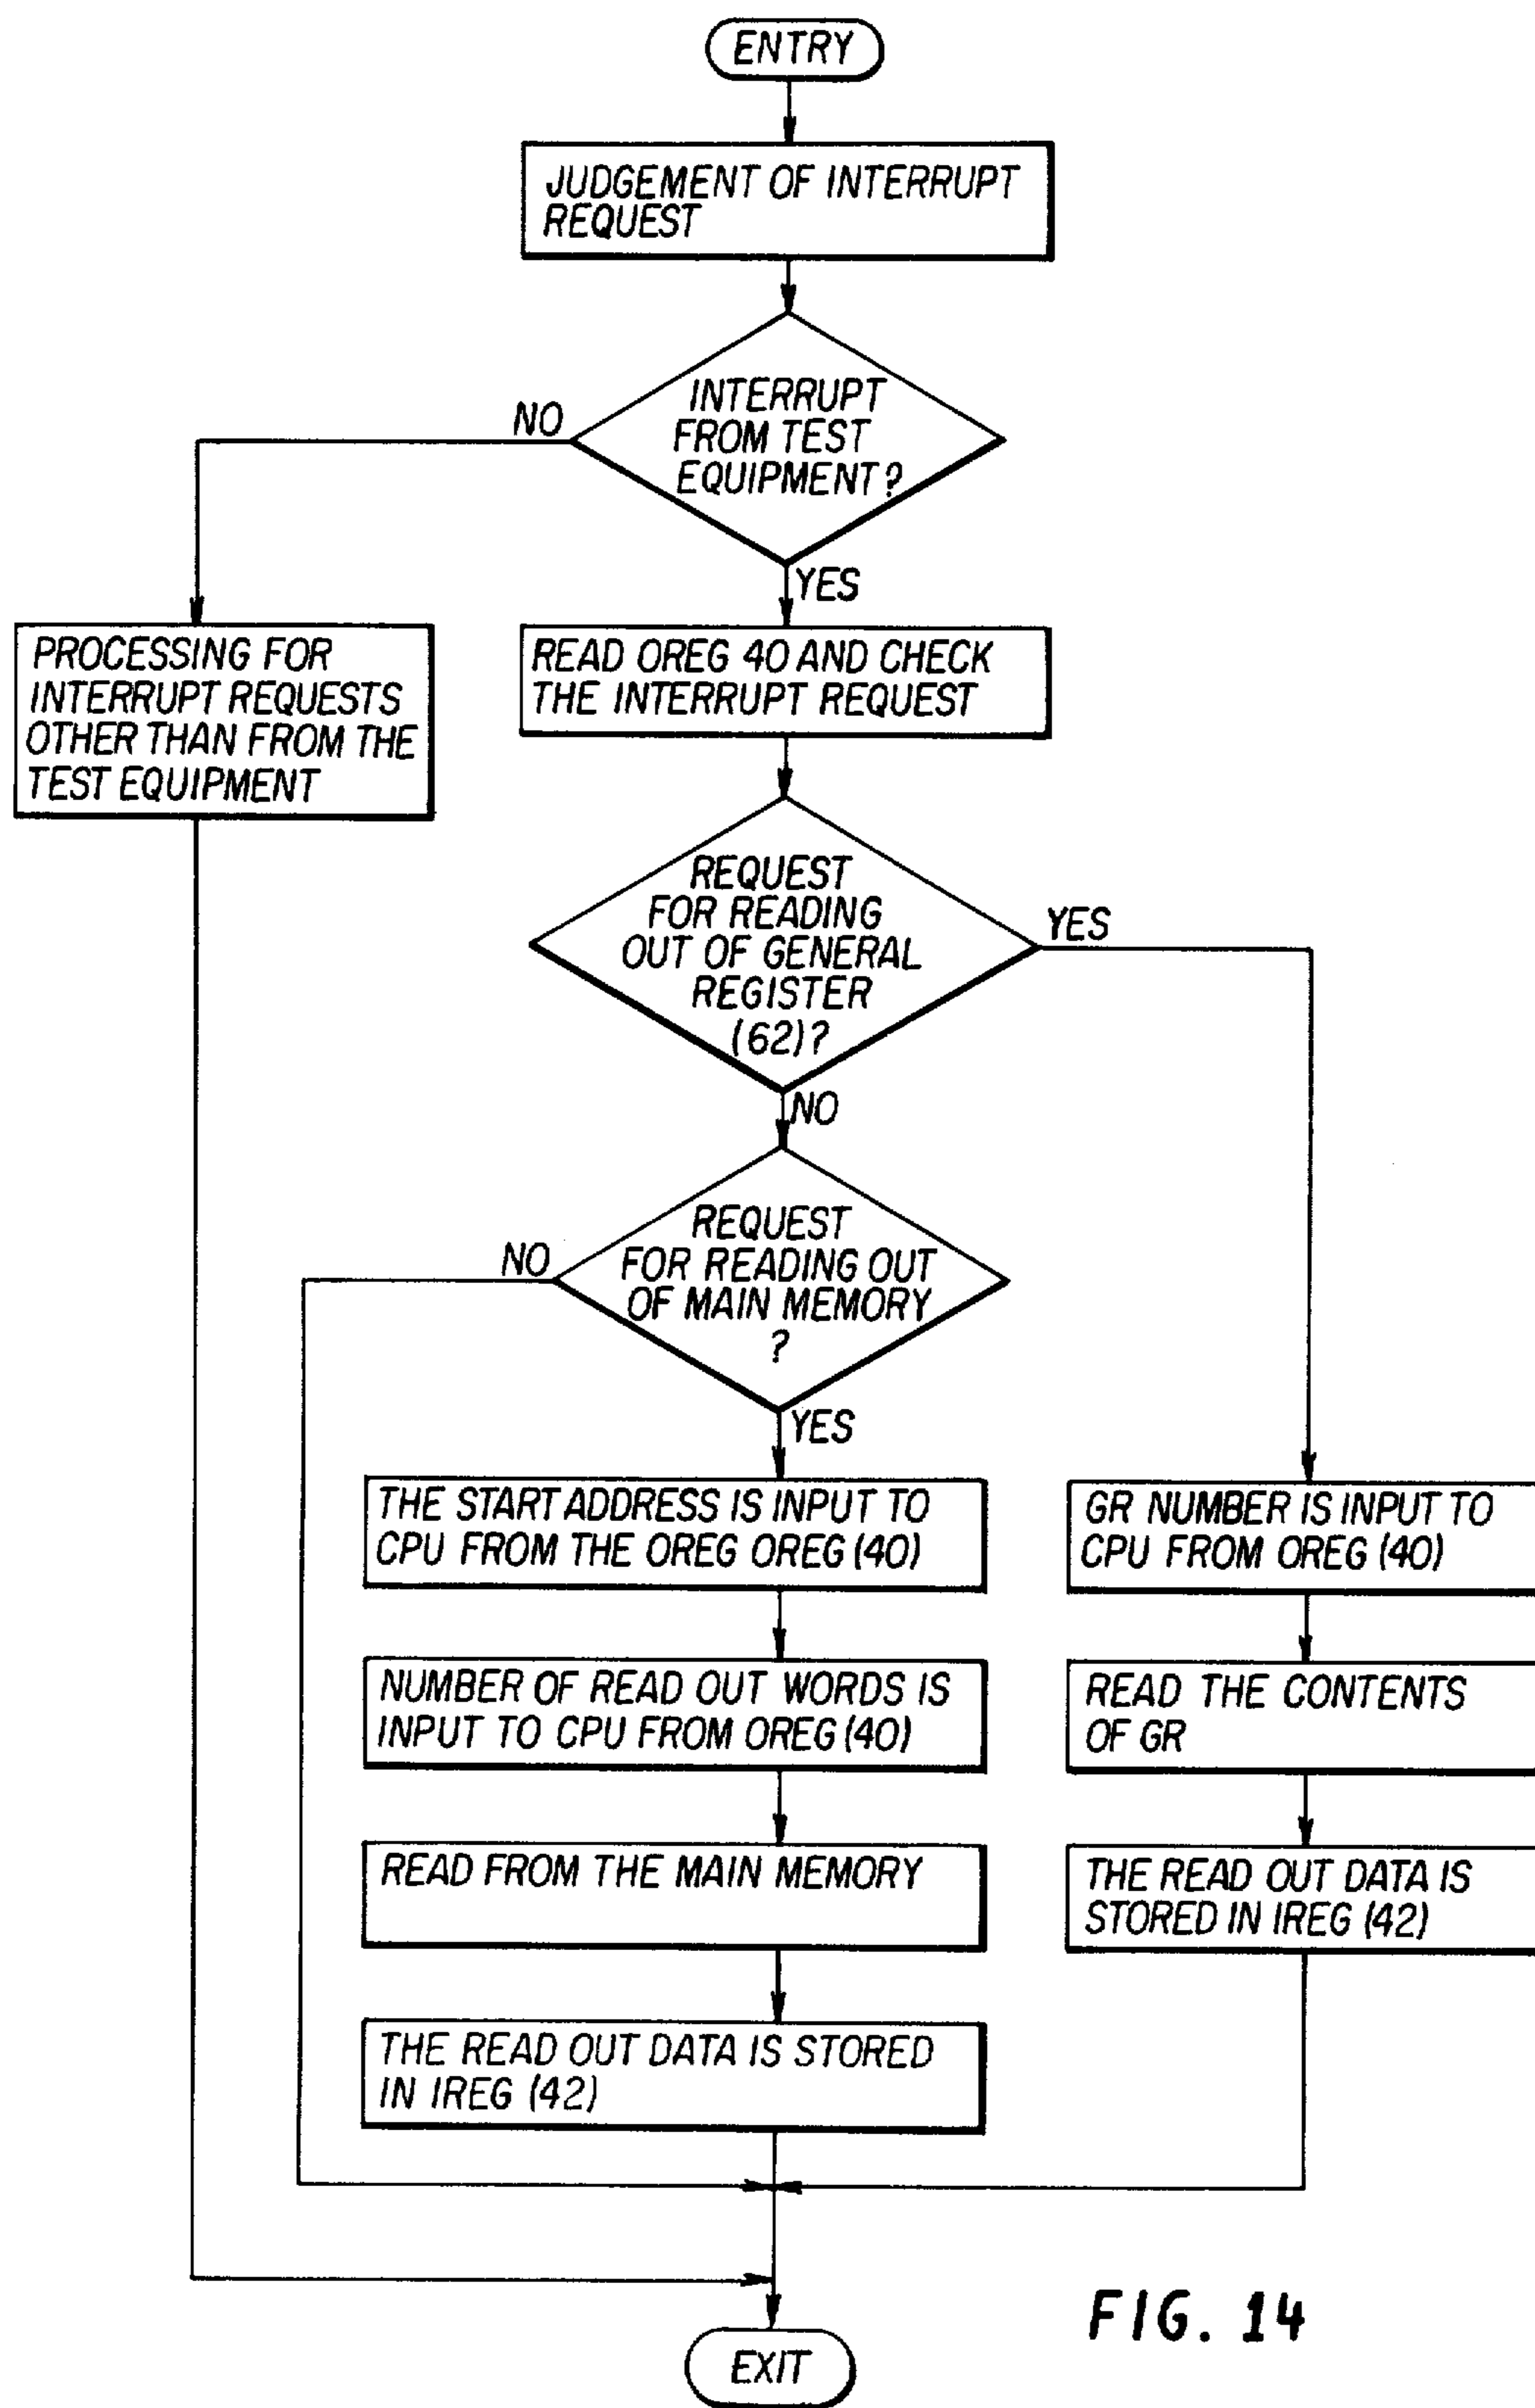 ENTRY
JUDGEMENT OF INTERRUPT
REQUEST
INTERRUPT
FROM TEST
EQUIPMENT?
NO
YES
PROCESSING FOR
INTERRUPT REQUESTS
OTHER THAN FROM THE
TEST EQUIPMENT
READ OREG 40 AND CHECK
THE INTERRUPT REQUEST
REQUEST
FOR READING
OUT OF GENERAL
REGISTER
(62)?
YES
NO
REQUEST
FOR READING OUT
OF MAIN MEMORY
?
NO
YES
THE START ADDRESS IS INPUT TO
CPU FROM THE OREG OREG (40)
NUMBER OF READ OUT WORDS IS
INPUT TO CPU FROM OREG (40)
READ FROM THE MAIN MEMORY
THE READ OUT DATA IS STORED
IN IREG (42)
GR NUMBER IS INPUT TO
CPU FROM OREG (40)
READ THE CONTENTS
OF GR
THE READ OUT DATA IS
STORED IN IREG (42)
EXIT
FIG. 14